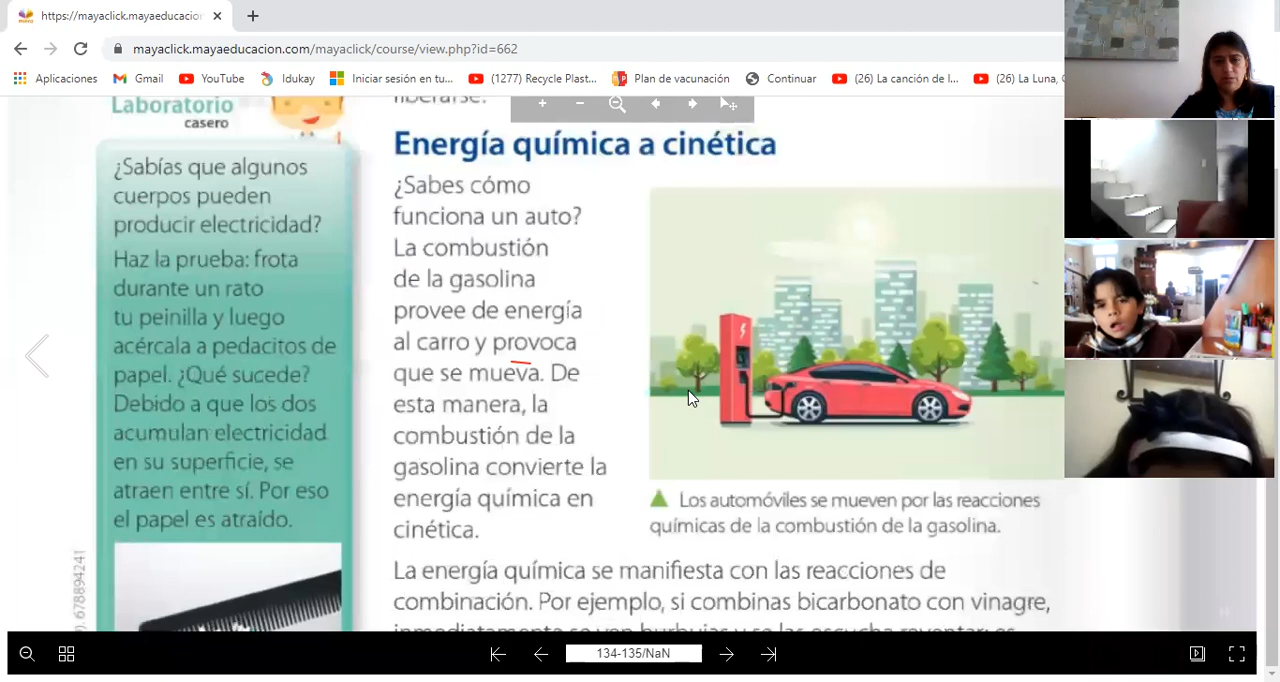 https://mayaclick.mayaeducacion
mayaclick.mayaeducacion.com/mayaclick/course/view.php?id=662
Aplicaciones
Gmail
YouTube
Idukay
Iniciar sesión en tu...
(1277) Recycle Plast...
Plan de vacunación
Continuar
(26) La canción de l...
(26) La Luna,
Laboratorio
casero
¿Sabías que algunos
cuerpos pueden
producir electricidad?
Haz la prueba: frota
durante un rato
tu peinilla y luego
acércala a pedacitos de
papel. ¿Qué sucede?
Debido a que los dos
acumulan electricidad
en su superficie, se
atraen entre sí. Por eso
el papel es atraído.
678894241
liberarse.
Energía química a cinética
¿Sabes cómo
funciona un auto?
La combustión
de la gasolina
provee de energía
al carro y provoca
que se mueva. De
esta manera, la
combustión de la
gasolina convierte la
energía química en
cinética.
Los automóviles se mueven por las reacciones
químicas de la combustión de la gasolina.
La energía química se manifiesta con las reacciones de
combinación. Por ejemplo, si combinas bicarbonato con vinagre,
134-135/NaN